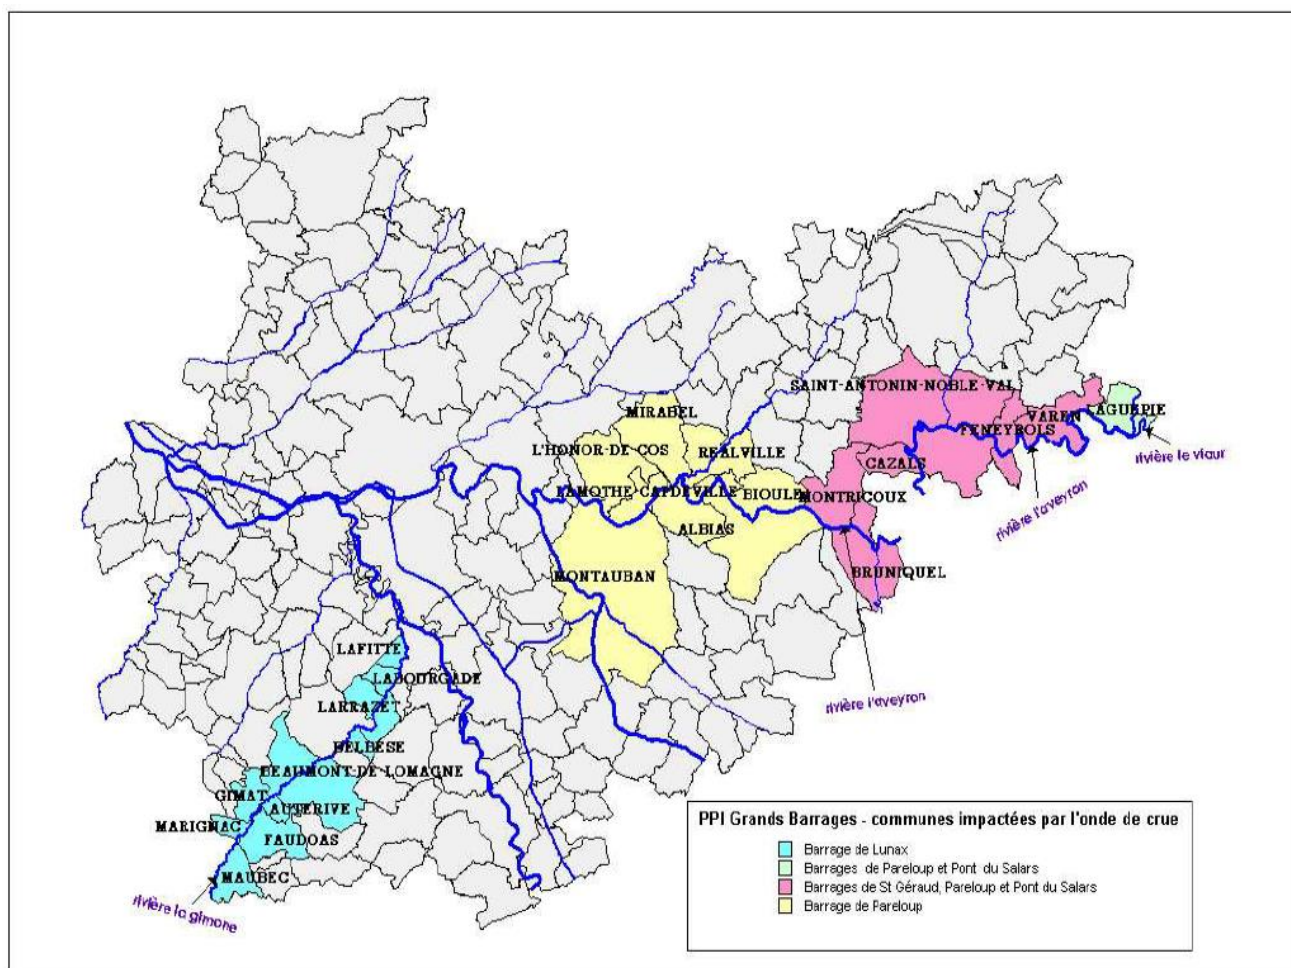 SAINT-ANTONIN-NOBLE-VAL
MIRABEL
VAREN
LAGUEPIE
FENEYROLS
L'HONOR-DE-COS
REALVILLE
rivière le viaur
CAZALS
LAMOTHE-CAPDEVILLE
BIOULE
MONTRICOUX
ALBIAS
rivière l'aveyron
MONTAUBAN
BRUNIQUEL
LAFITTE
LABOURGADE
rivière l'aveyron
LARRAZET
BELBESE
BEAUMONT-DE-LOMAGNE
GIMAT
AUTERIVE
MARIGNAC
FAUDOAS
MAUBEC
rivière la gimone
PPI Grands Barrages - communes impactées par l'onde de crue
Barrage de Lunax
Barrages de Pareloup et Pont du Salars
Barrages de St Géraud, Pareloup et Pont du Salars
Barrage de Pareloup